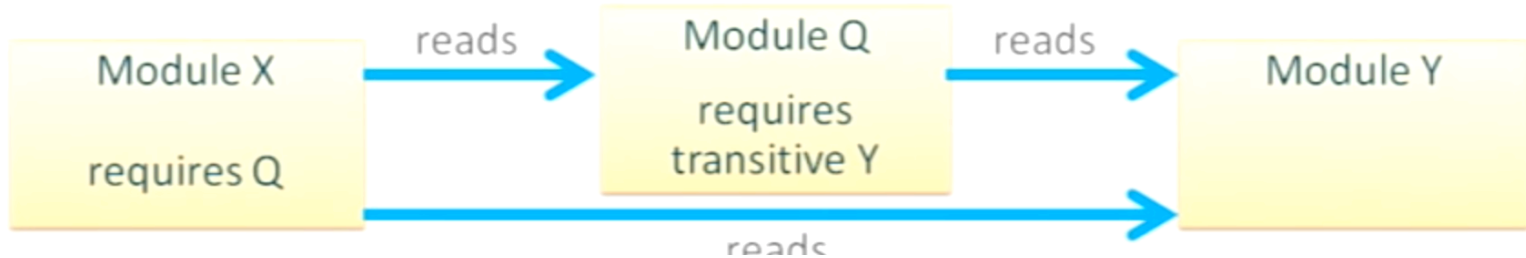 reads
reads
Module X
requires Q
Module Q
requires
transitive Y
Module Y
reads